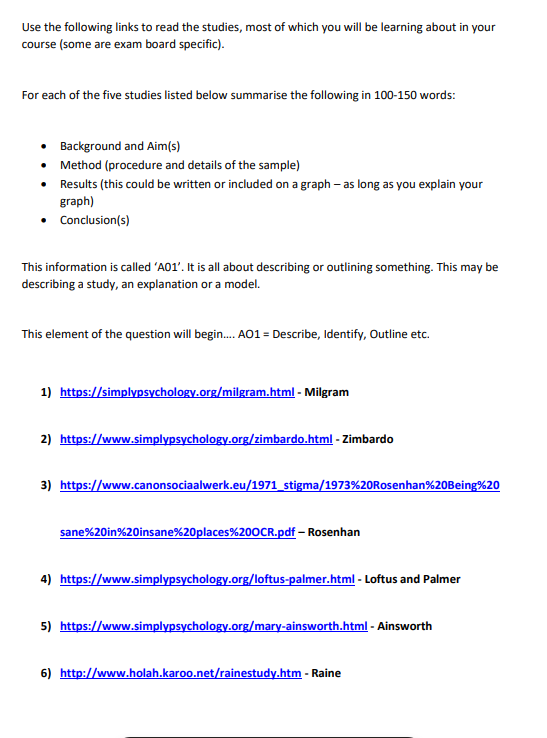 Use the following links to read the studies, most of which you will be learning about in your
course (some are exam board specific).
For each of the five studies listed below summarise the following in 100-150 words:
• Background and Aim(s)
• Method (procedure and details of the sample)
• Results (this could be written or included on a graph – as long as you explain your
graph)
• Conclusion(s)
This information is called ‘A01’. It is all about describing or outlining something. This may be
describing a study, an explanation or a model.
This element of the question will begin…. AO1 = Describe, Identify, Outline etc.
1) https://simplypsychology.org/milgram.html - Milgram
2) https://www.simplypsychology.org/zimbardo.html - Zimbardo
3) https://www.canonsociaalwerk.eu/1971_stigma/1973%20Rosenhan%20Being%20
sane%20in%20insane%20places%20OCR.pdf – Rosenhan
4) https://www.simplypsychology.org/loftus-palmer.html - Loftus and Palmer
5) https://www.simplypsychology.org/mary-ainsworth.html - Ainsworth
6) http://www.holah.karoo.net/rainestudy.htm - Raine